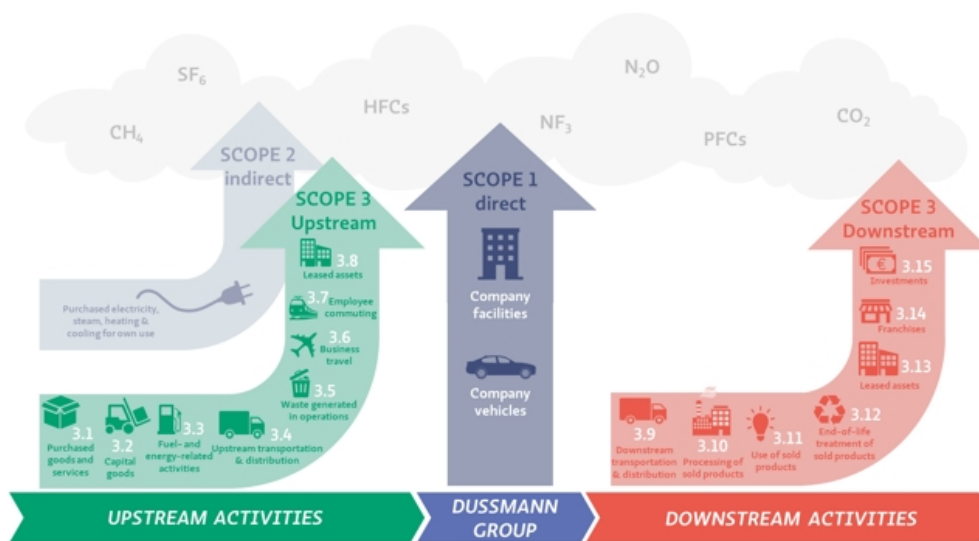 SF₆
CH₄
HFCs
NF₃
N₂O
PFCs
CO₂
SCOPE 2
indirect
Purchased electricity,
steam, heating &
cooling for own use
SCOPE 3
Upstream
3.8
Leased assets
3.7 Employee
commuting
3.6
Business
travel
3.5
Waste generated
in operations
3.1
Purchased
goods and
services
3.2
Capital
goods
3.3
Fuel- and
energy-related
activities
3.4
Upstream transportation
& distribution
SCOPE 1
direct
Company
facilities
Company
vehicles
SCOPE 3
Downstream
3.15
Investments
3.14
Franchises
3.13
Leased assets
3.9
Downstream
transportation
& distribution
3.10
Processing of
sold products
3.11
Use of sold
products
3.12
End-of-life
treatment of
sold products
UPSTREAM ACTIVITIES
DUSSMANN
GROUP
DOWNSTREAM ACTIVITIES